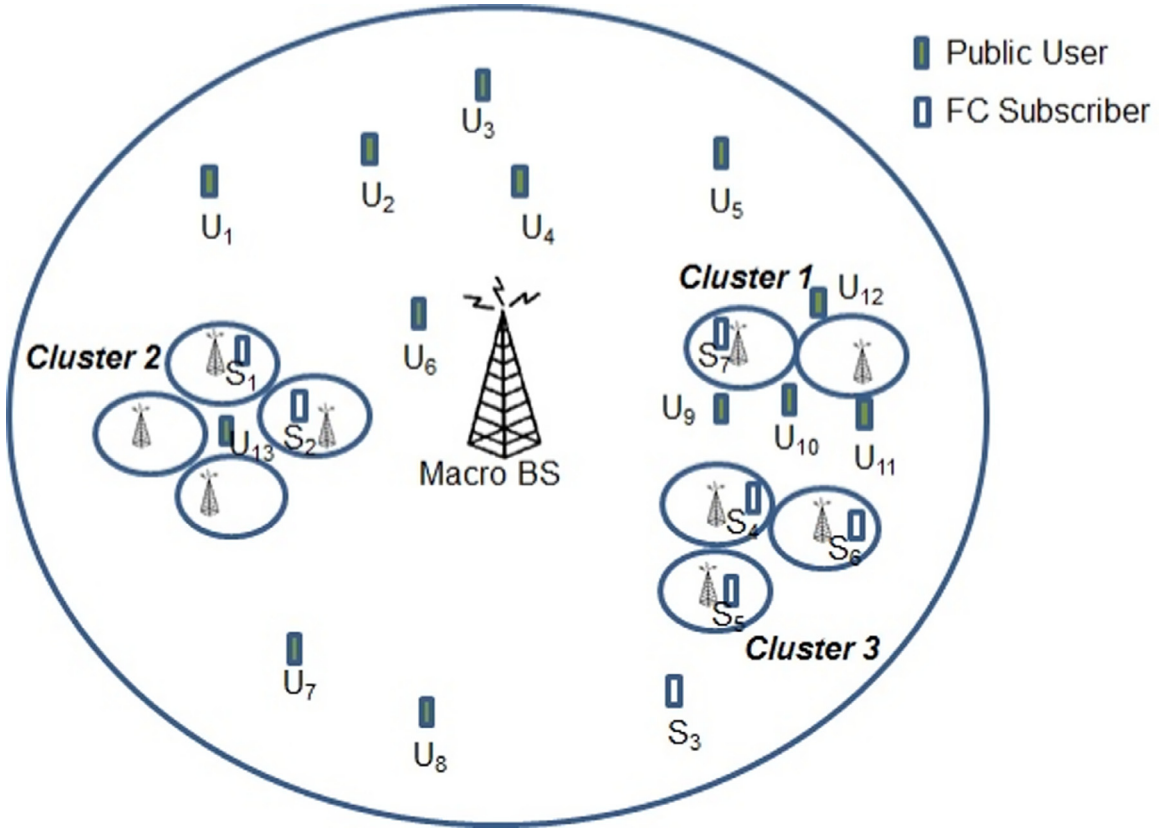 Public User
FC Subscriber
U3
U2
U1
U4
U5
Cluster 1
U12
Cluster 2
S1
U6
S7
U9
U10
U11
S2
U13
Macro BS
S4
S6
S5
Cluster 3
U7
S3
U8